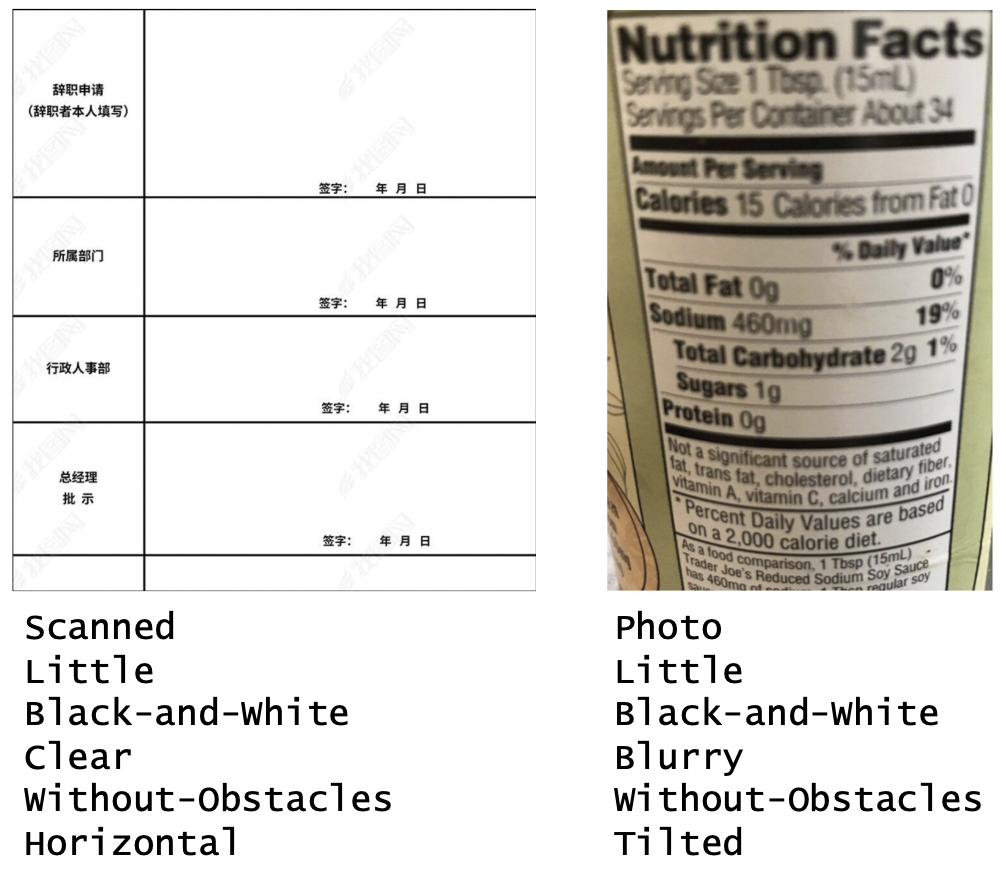 辞职申请
(辞职者本人填写)
签字: 年 月 日
所属部门
签字: 年 月 日
行政人事部
签字: 年 月 日
总经理
批 示
签字: 年 月 日
我图网
Scanned
Little
Black-and-White
Clear
Without-Obstacles
Horizontal
Nutrition Facts
Serving Size 1 Tbsp. (15mL)
Servings Per Container About 34
Amount Per Serving
Calories 15 Calories from Fat 0
% Daily Value*
Total Fat 0g 0%
Sodium 460mg 19%
Total Carbohydrate 2g 1%
Sugars 1g
Protein 0g
Not a significant source of saturated
fat, trans fat, cholesterol, dietary fiber,
vitamin A, vitamin C, calcium and iron.
* Percent Daily Values are based
on a 2,000 calorie diet.
As a food comparison, 1 Tbsp (15mL)
Trader Joe's Reduced Sodium Soy Sauce
has 460mg of sodium. 1 Tbsp regular soy
Photo
Little
Black-and-White
Blurry
Without-Obstacles
Tilted